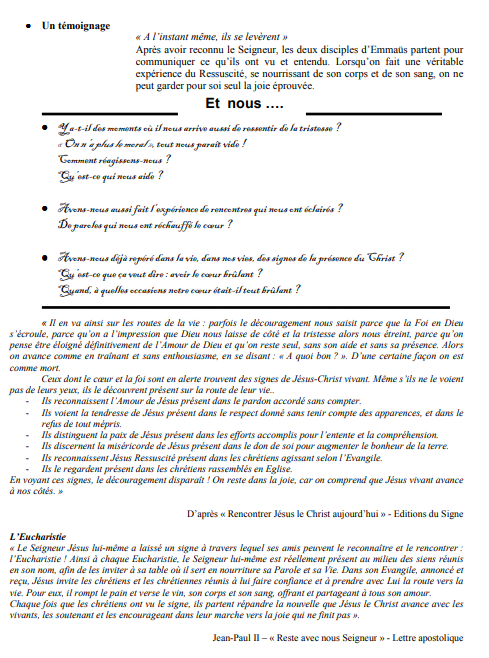 • Un témoignage
« A l'instant même, ils se levèrent »
Après avoir reconnu le Seigneur, les deux disciples d'Emmaüs partent pour
communiquer ce qu'ils ont vu et entendu. Lorsqu'on fait une véritable
expérience du Ressuscité, se nourrissant de son corps et de son sang, on ne
peut garder pour soi seul la joie éprouvée.
Et nous ....
• Y a-t-il des moments où il nous arrive aussi de ressentir de la tristesse ?
« On n'a plus le moral », tout nous paraît vide !
Comment réagissons-nous ?
Qu'est-ce qui nous aide ?
• Avons-nous aussi fait l'expérience de rencontres qui nous ont éclairés ?
De paroles qui nous ont réchauffé le cœur ?
• Avons-nous déjà repéré dans la vie, dans nos vies, des signes de la présence du Christ ?
Qu'est-ce que ça veut dire : avoir le cœur brûlant ?
Quand, à quelles occasions notre cœur était-il tout brûlant ?
« Il en va ainsi sur les routes de la vie : parfois le découragement nous saisit parce que la Foi en Dieu
s'écroule, parce qu'on a l'impression que Dieu nous laisse de côté et la tristesse alors nous étreint, parce qu'on
pense être éloigné définitivement de l'Amour de Dieu et qu'on reste seul, sans son aide et sans sa présence. Alors
on avance comme en traînant et sans enthousiasme, en se disant : « A quoi bon ? ». D'une certaine façon on est
comme mort.
Ceux dont le cœur et la foi sont en alerte trouvent des signes de Jésus-Christ vivant. Même s'ils ne le voient
pas de leurs yeux, ils le découvrent présent sur la route de leur vie..
- Ils reconnaissent l'Amour de Jésus présent dans le pardon accordé sans compter.
- Ils voient la tendresse de Jésus présent dans le respect donné sans tenir compte des apparences, et dans le
refus de tout mépris.
- Ils distinguent la paix de Jésus présent dans les efforts accomplis pour l'entente et la compréhension.
- Ils discernent la miséricorde de Jésus présent dans le don de soi pour augmenter le bonheur de la terre.
- Ils reconnaissent Jésus Ressuscité présent dans les chrétiens agissant selon l'Evangile.
- Ils le regardent présent dans les chrétiens rassemblés en Eglise.
En voyant ces signes, le découragement disparaît ! On reste dans la joie, car on comprend que Jésus vivant avance
à nos côtés. »
D'après « Rencontrer Jésus le Christ aujourd'hui » - Editions du Signe
L'Eucharistie
« Le Seigneur Jésus lui-même a laissé un signe à travers lequel ses amis peuvent le reconnaître et le rencontrer :
l'Eucharistie ! Ainsi à chaque Eucharistie, le Seigneur lui-même est réellement présent au milieu des siens réunis
en son nom, afin de les inviter à sa table où il sert en nourriture sa Parole et sa Vie. Dans son Evangile, annoncé et
reçu, Jésus invite les chrétiens et les chrétiennes réunis à lui faire confiance et à prendre avec Lui la route vers la
vie. Pour eux, il rompt le pain et verse le vin, son corps et son sang, offrant et partageant à tous son amour.
Chaque fois que les chrétiens ont vu le signe, ils partent répandre la nouvelle que Jésus le Christ avance avec les
vivants, les soutenant et les encourageant dans leur marche vers la joie qui ne finit pas ».
Jean-Paul II – « Reste avec nous Seigneur » - Lettre apostolique